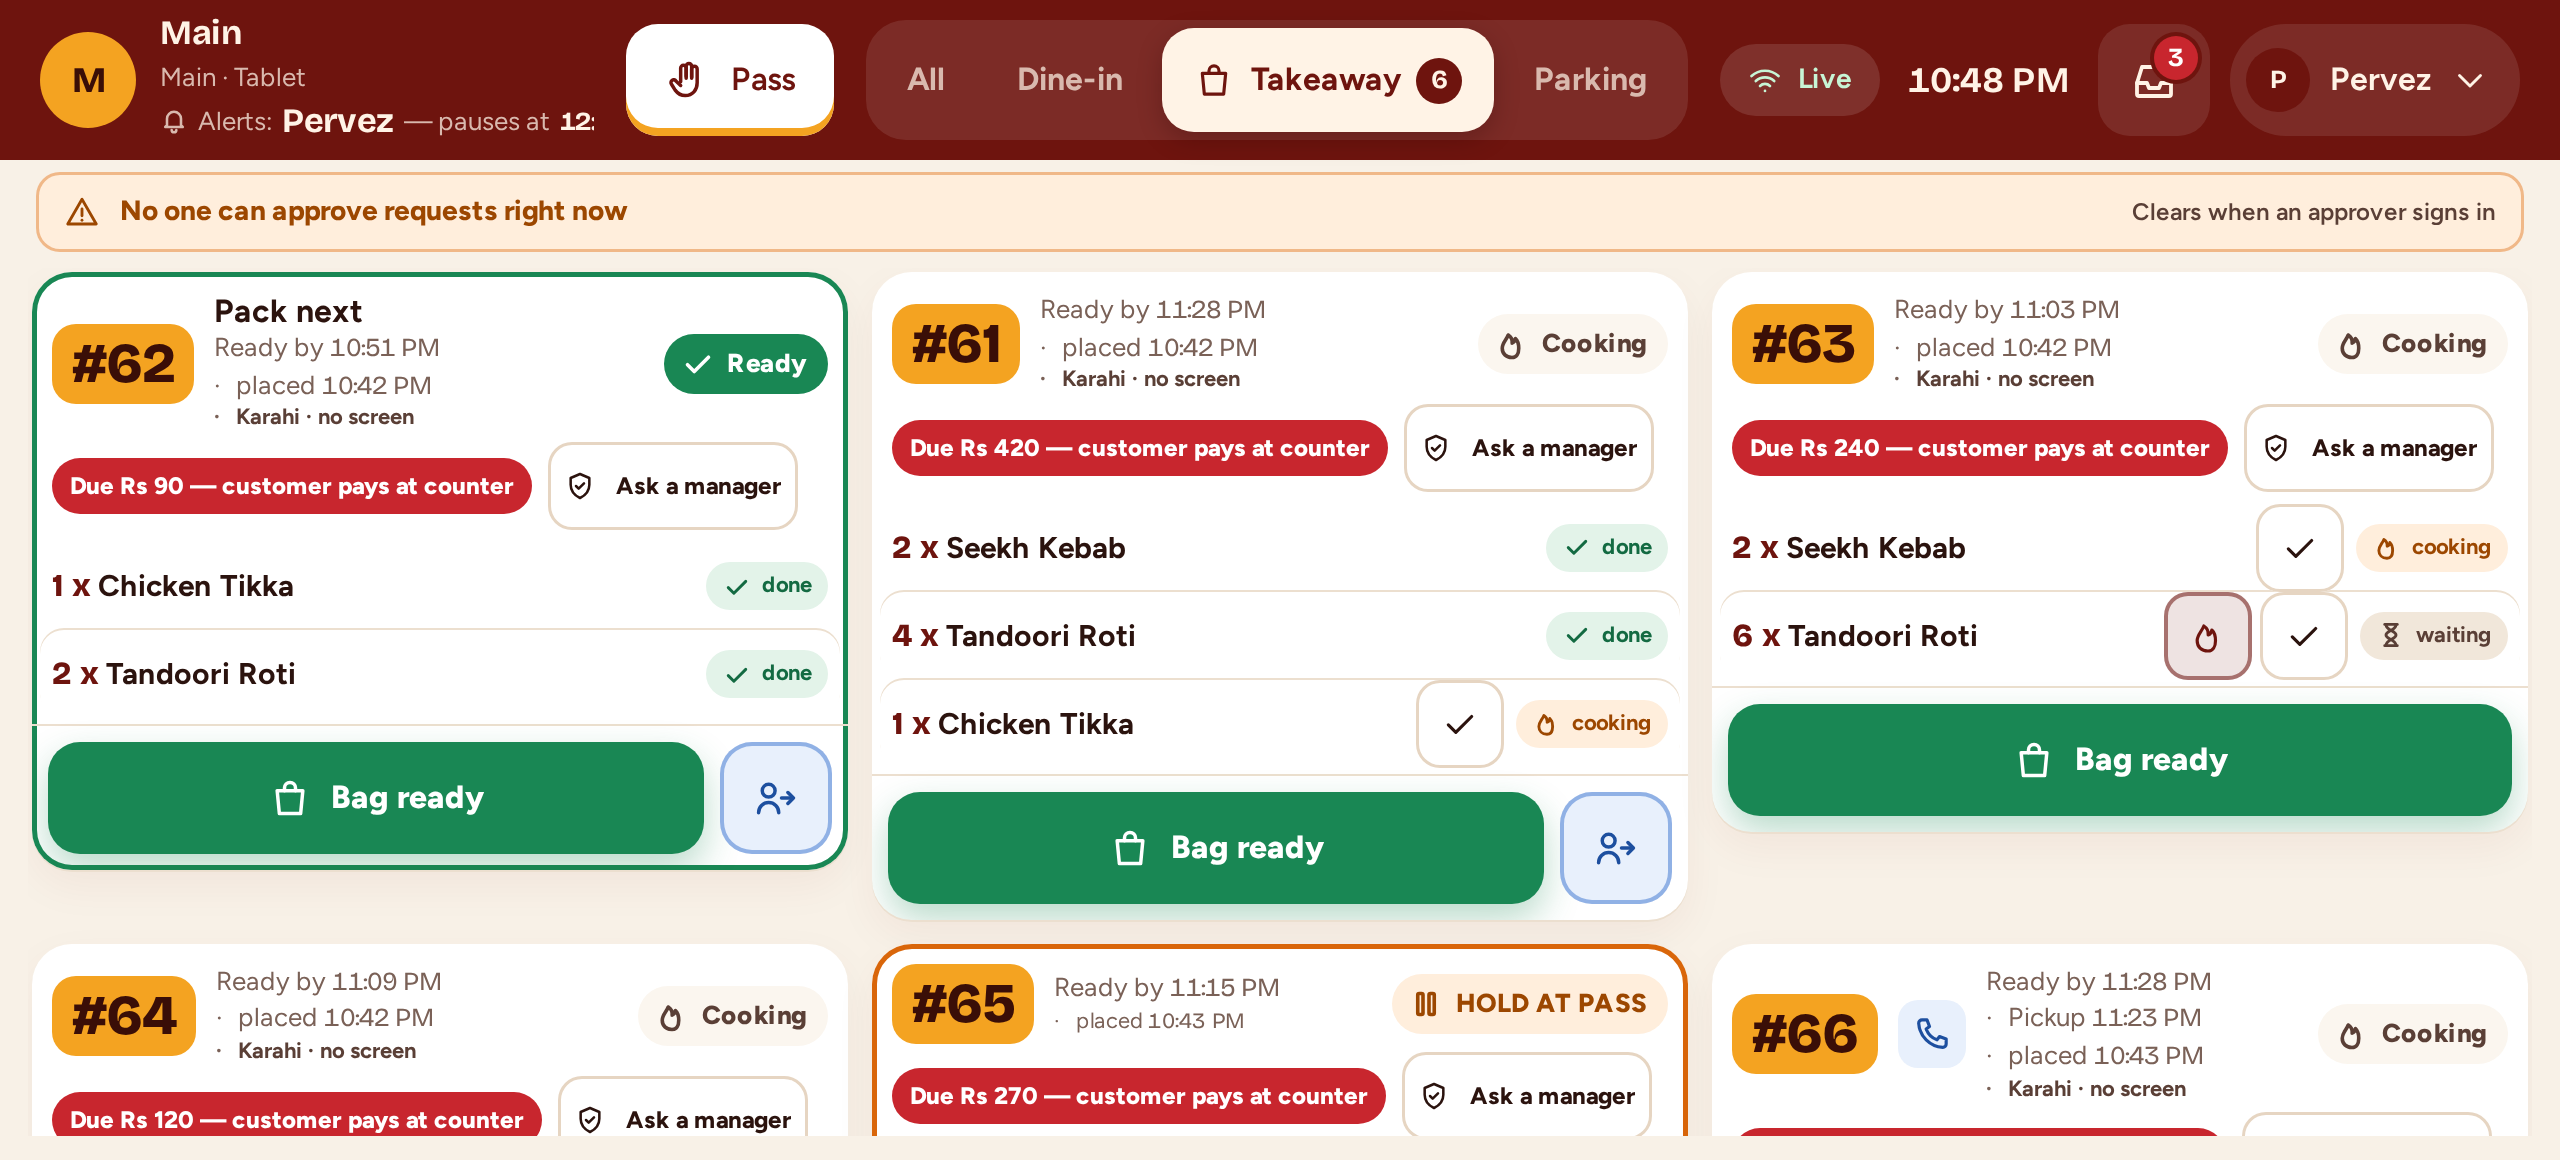 M
Main
Main · Tablet
Alerts: Pervez — pauses at 12:
Pass
All
Dine-in
Takeaway 6
Parking
Live
10:48 PM
3
P
Pervez
No one can approve requests right now
Clears when an approver signs in
#62
Pack next
Ready by 10:51 PM
· placed 10:42 PM
· Karahi · no screen
Ready
Due Rs 90 — customer pays at counter
Ask a manager
1 x Chicken Tikka
done
2 x Tandoori Roti
done
Bag ready
#61
Ready by 11:28 PM
· placed 10:42 PM
· Karahi · no screen
Cooking
Due Rs 420 — customer pays at counter
Ask a manager
2 x Seekh Kebab
done
4 x Tandoori Roti
done
1 x Chicken Tikka
cooking
Bag ready
#63
Ready by 11:03 PM
· placed 10:42 PM
· Karahi · no screen
Cooking
Due Rs 240 — customer pays at counter
Ask a manager
2 x Seekh Kebab
cooking
6 x Tandoori Roti
waiting
Bag ready
#64
Ready by 11:09 PM
· placed 10:42 PM
· Karahi · no screen
Cooking
Due Rs 120 — customer pays at counter
Ask a manager
#65
Ready by 11:15 PM
· placed 10:43 PM
HOLD AT PASS
Due Rs 270 — customer pays at counter
Ask a manager
#66
Ready by 11:28 PM
· Pickup 11:23 PM
· placed 10:43 PM
· Karahi · no screen
Cooking